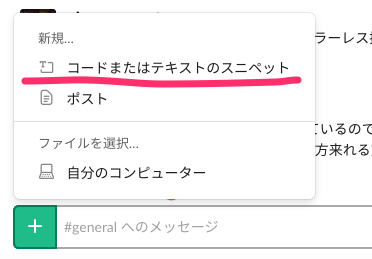 新規...
ラーレス
コードまたはテキストのスニペット
ポスト
ているので
ファイルを選択...
方来れる
自分のコンピューター
#general へのメッセージ